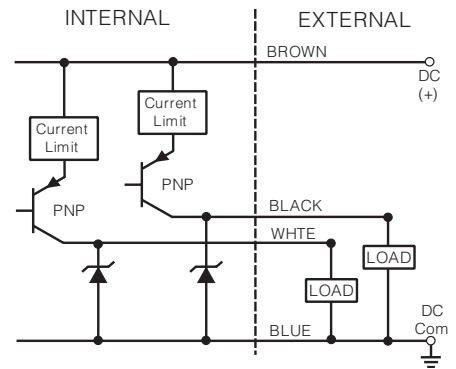 INTERNAL
EXTERNAL
BROWN
DC
(+)
Current
Limit
Current
Limit
PNP
PNP
BLACK
WHTE
LOAD
LOAD
DC
Com
BLUE